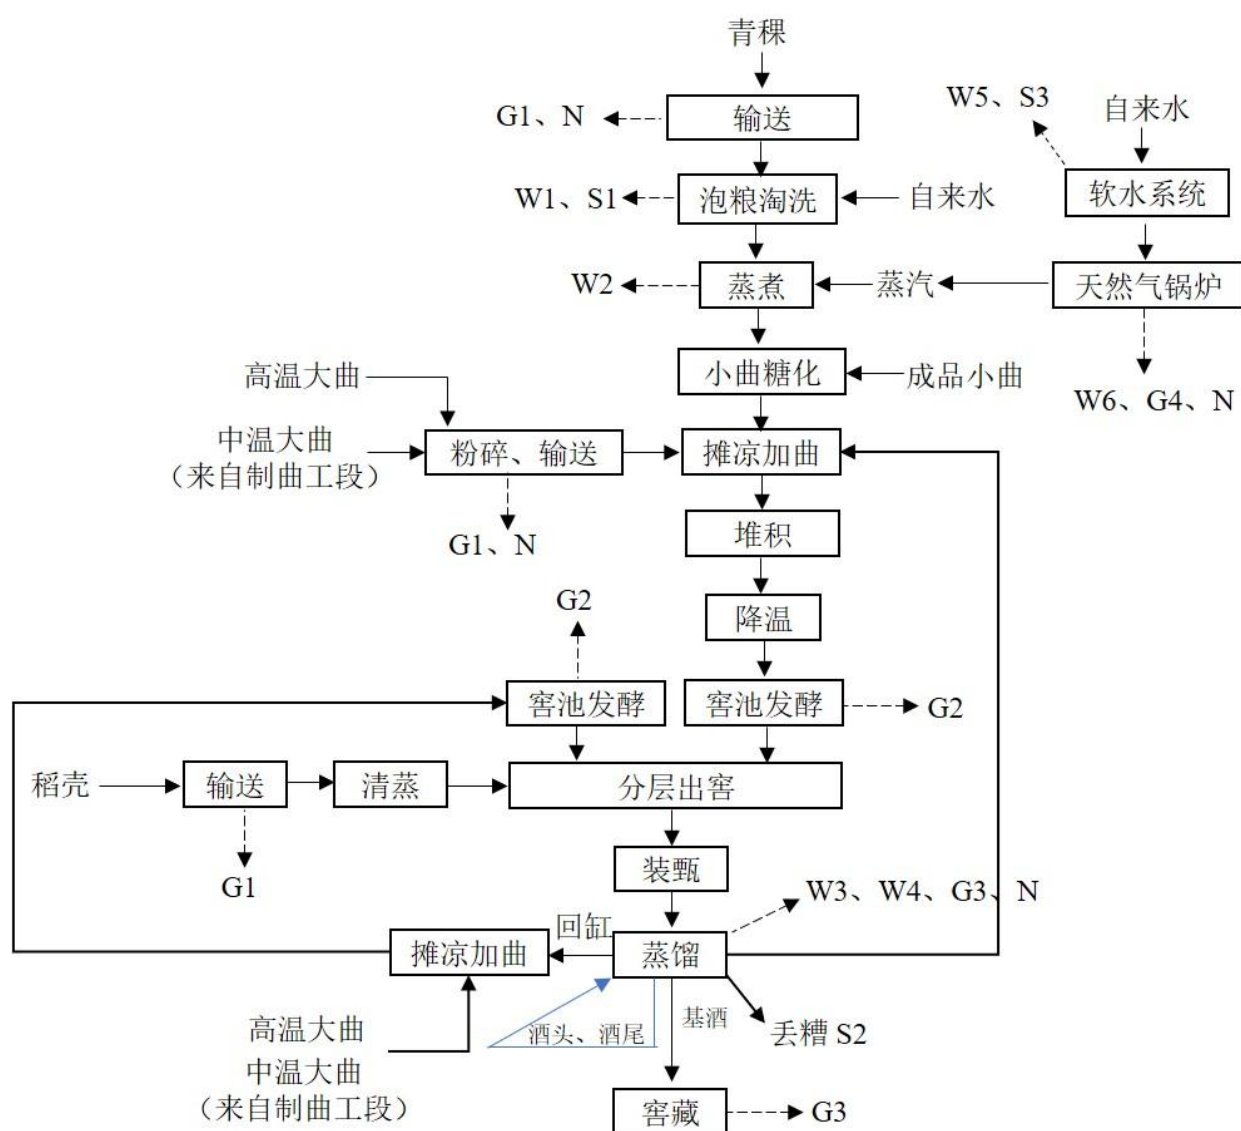 青稞
G1、N
输送
W5、S3
自来水
W1、S1
泡粮淘洗
自来水
软水系统
W2
蒸煮
蒸汽
天然气锅炉
高温大曲
小曲糖化
成品小曲
W6、G4、N
中温大曲
（来自制曲工段）
粉碎、输送
摊凉加曲
G1、N
堆积
G2
降温
窖池发酵
窖池发酵
G2
稻壳
输送
清蒸
分层出窖
G1
装甑
W3、W4、G3、N
回缸
摊凉加曲
蒸馏
高温大曲
酒头、酒尾
基酒
丢糟 S2
中温大曲
（来自制曲工段）
窖藏
G3